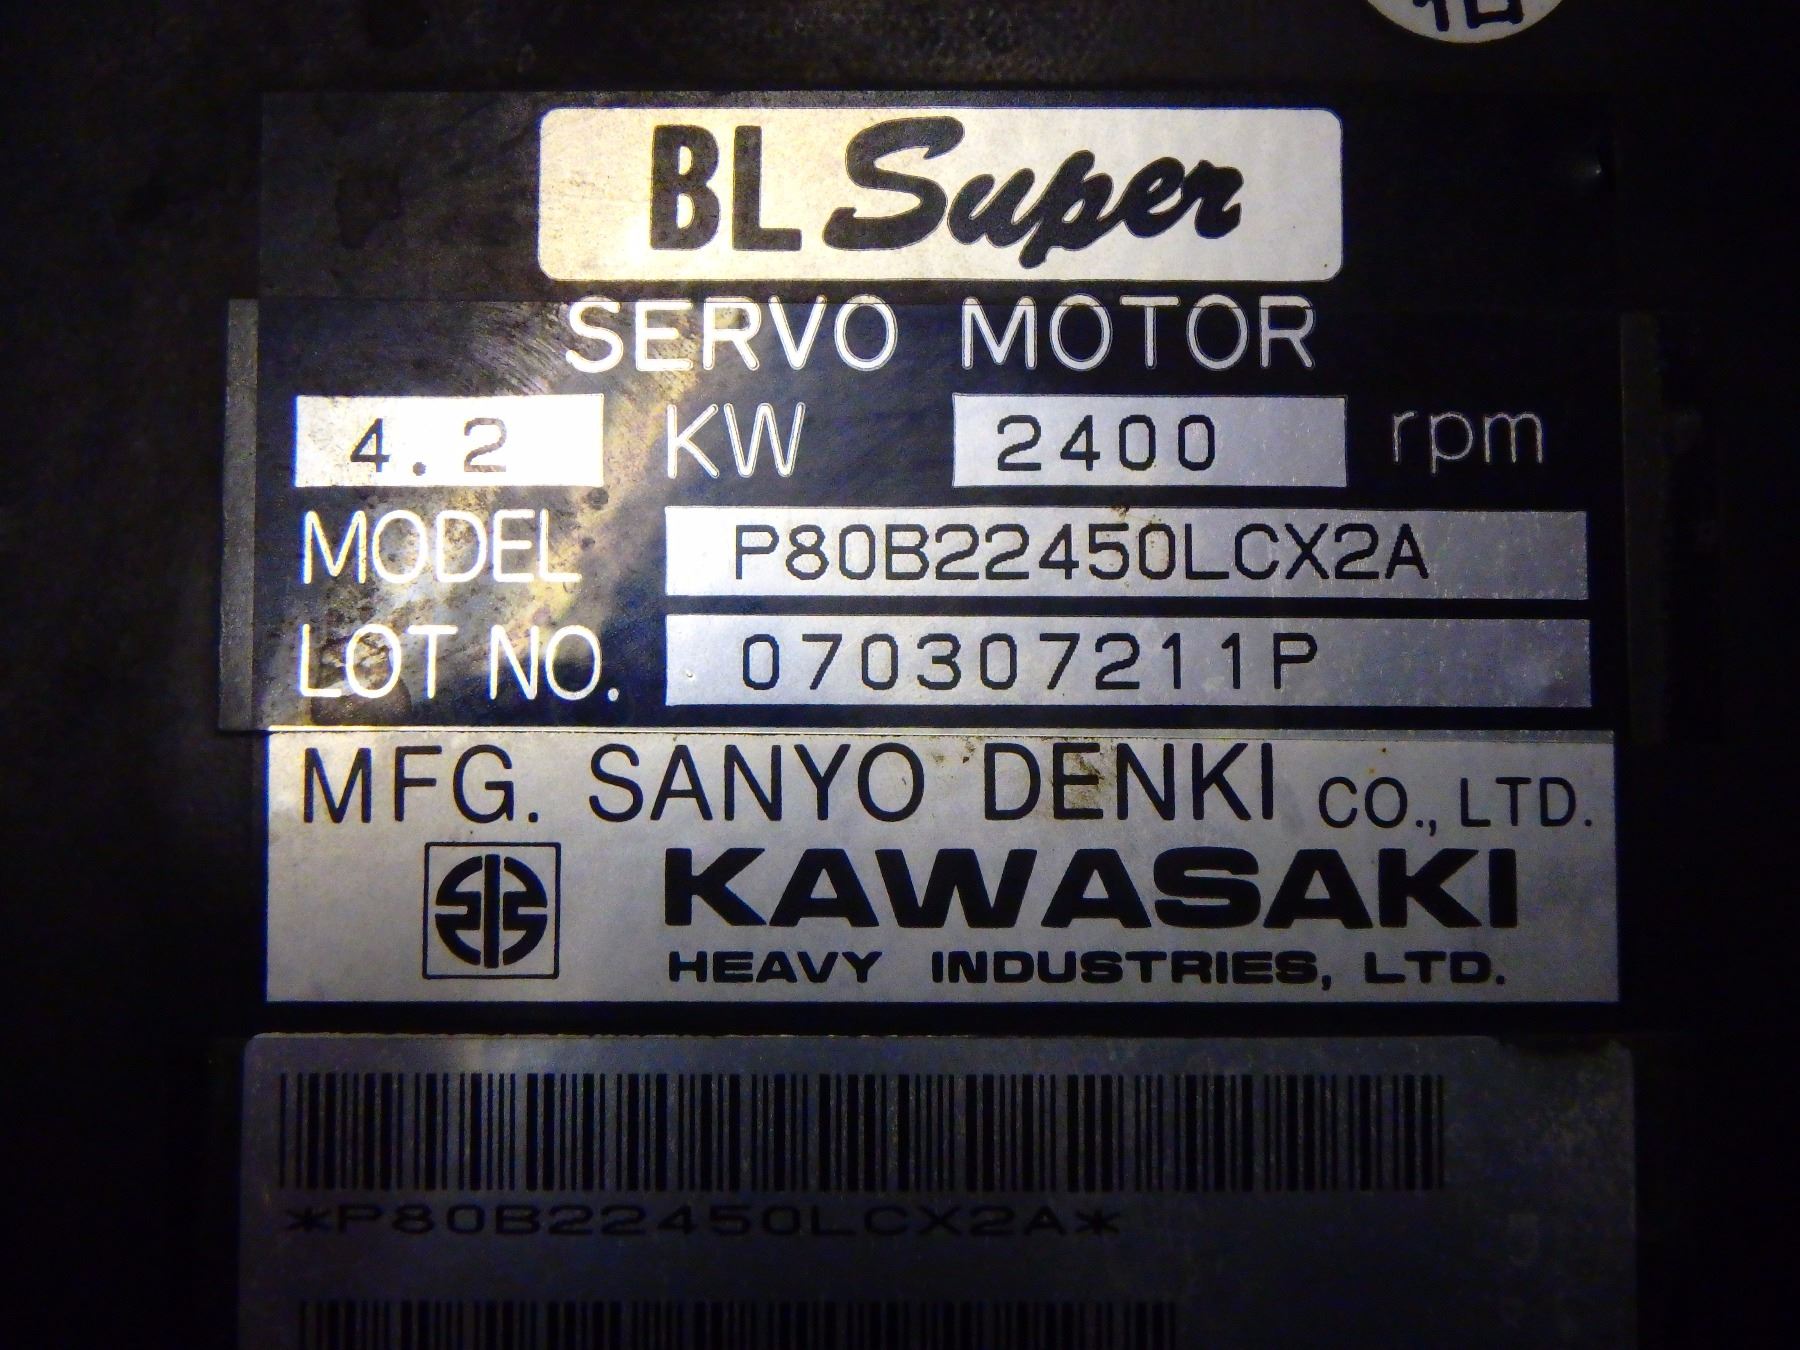 BL Super
SERVO MOTOR
4.2 KW 2400 rpm
MODEL P80B22450LCX2A
LOT NO. 070307211P
MFG. SANYO DENKI CO., LTD.
KAWASAKI
HEAVY INDUSTRIES, LTD.
*P80B22450LCX2A*